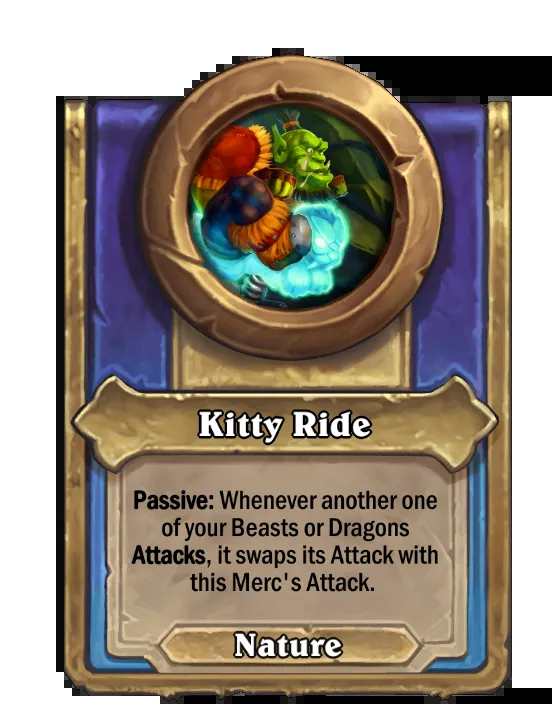 Kitty Ride
Passive: Whenever another one
of your Beasts or Dragons
Attacks, it swaps its Attack with
this Merc's Attack.
Nature